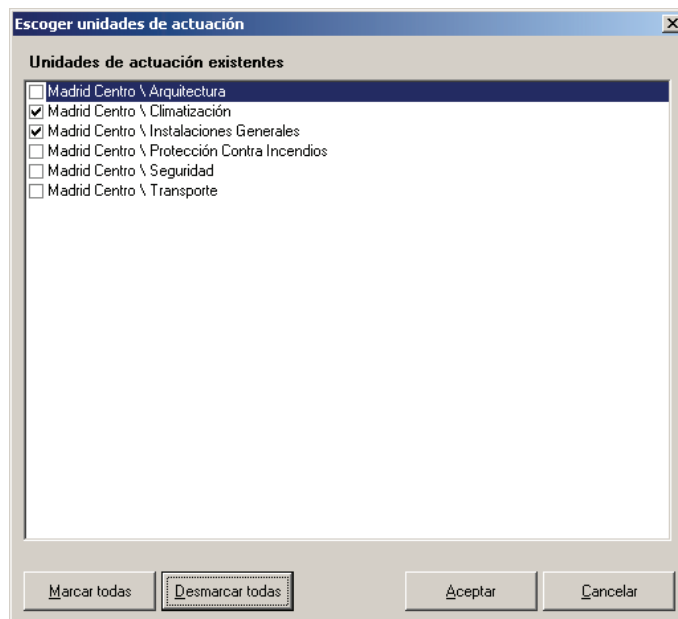 Escoger unidades de actuación
Unidades de actuación existentes
Madrid Centro \ Arquitectura
Madrid Centro \ Climatización
Madrid Centro \ Instalaciones Generales
Madrid Centro \ Protección Contra Incendios
Madrid Centro \ Seguridad
Madrid Centro \ Transporte
Marcar todas Desmarcar todas Aceptar Cancelar